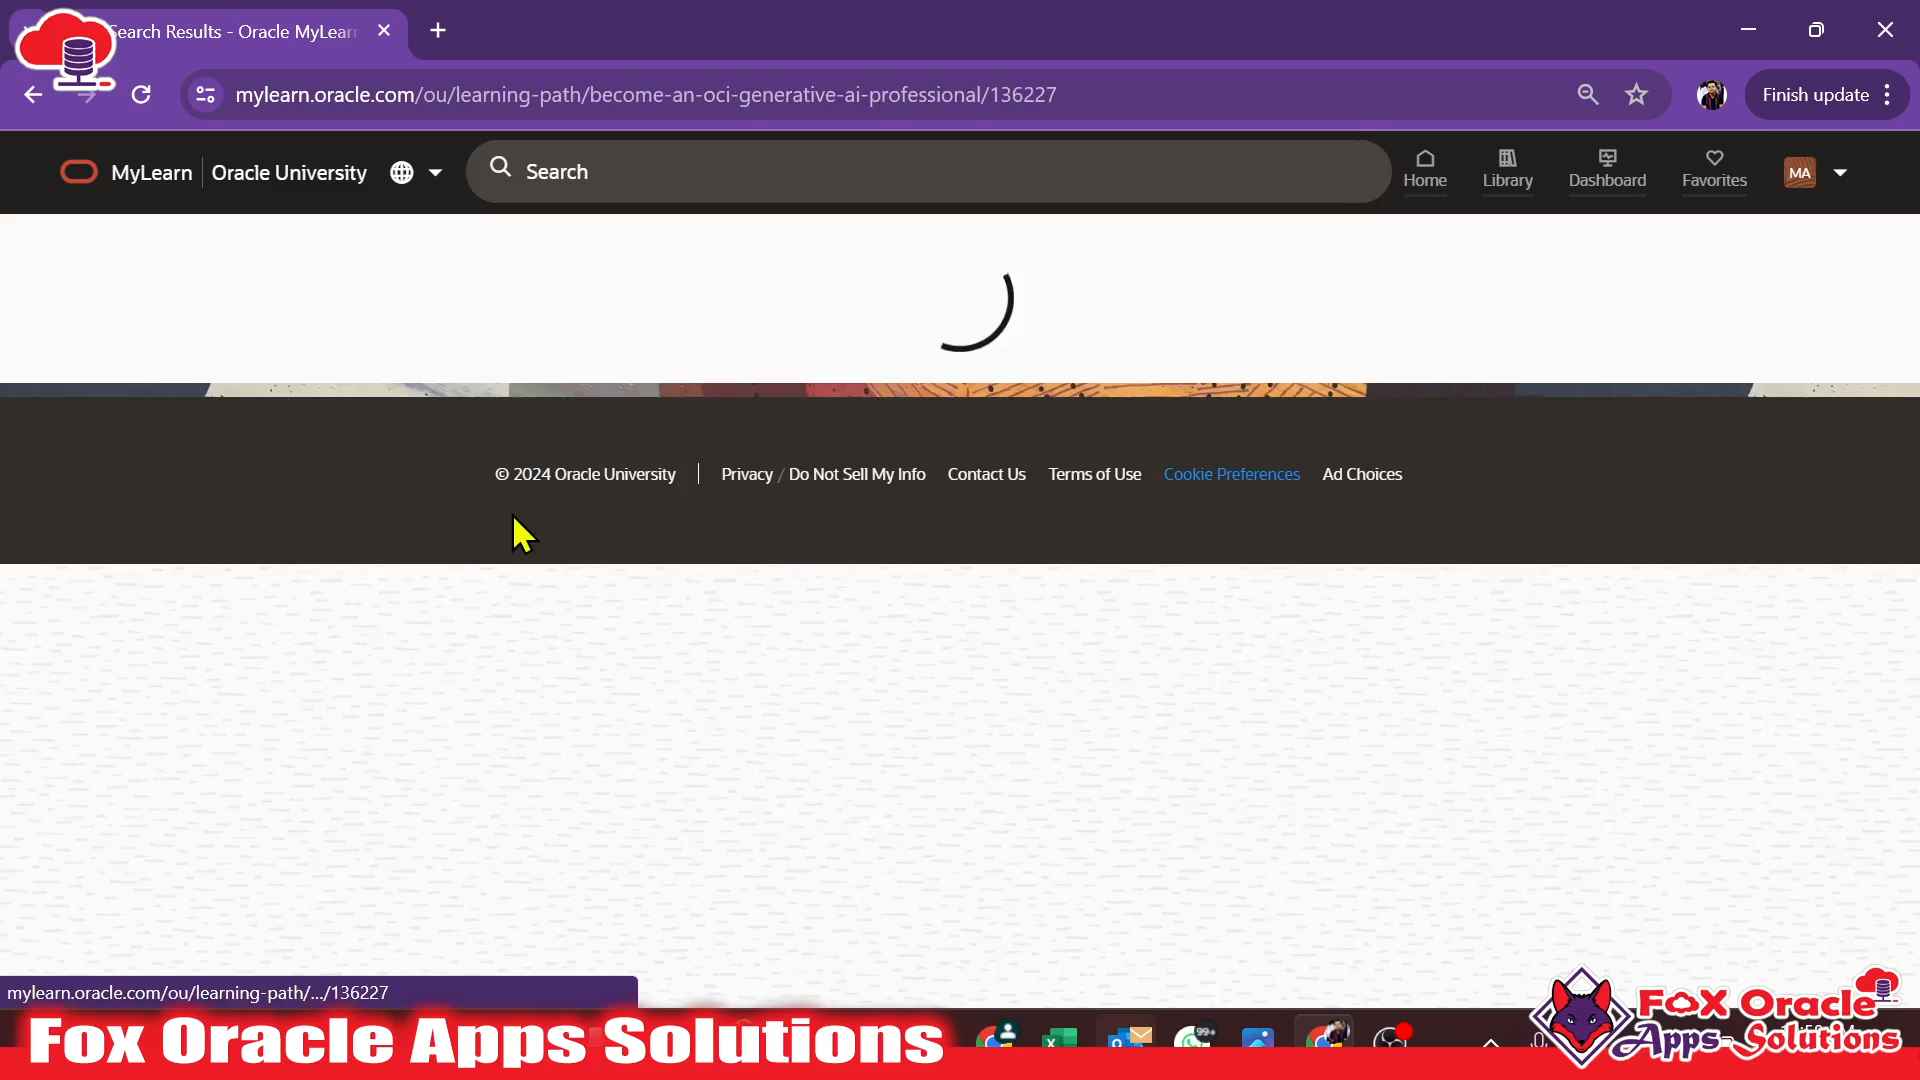 Search Results - Oracle MyLearn
mylearn.oracle.com/ou/learning-path/become-an-oci-generative-ai-professional/136227
Finish update
MyLearn
Oracle University
Search
Home
Library
Dashboard
Favorites
MA
© 2024 Oracle University
Privacy / Do Not Sell My Info
Contact Us
Terms of Use
Cookie Preferences
Ad Choices
mylearn.oracle.com/ou/learning-path/.../136227
Fox Oracle Apps Solutions
99+
FOX Oracle
Apps Solutions